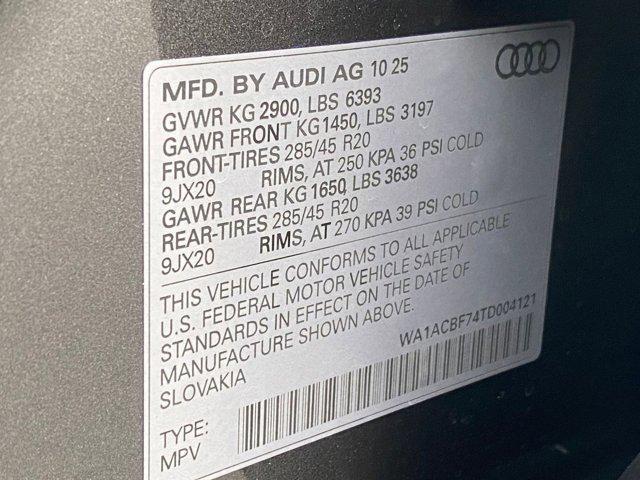 MFD. BY AUDI AG 10 25
GVWR KG 2900, LBS 6393
GAWR FRONT KG1450, LBS 3197
FRONT-TIRES 285/45 R20
9JX20 RIMS, AT 250 KPA 36 PSI COLD
GAWR REAR KG 1650, LBS 3638
REAR-TIRES 285/45 R20
9JX20 RIMS, AT 270 KPA 39 PSI COLD
THIS VEHICLE CONFORMS TO ALL APPLICABLE
U.S. FEDERAL MOTOR VEHICLE SAFETY
STANDARDS IN EFFECT ON THE DATE OF
MANUFACTURE SHOWN ABOVE.
SLOVAKIA
WA1ACBF74TD004121
TYPE:
MPV